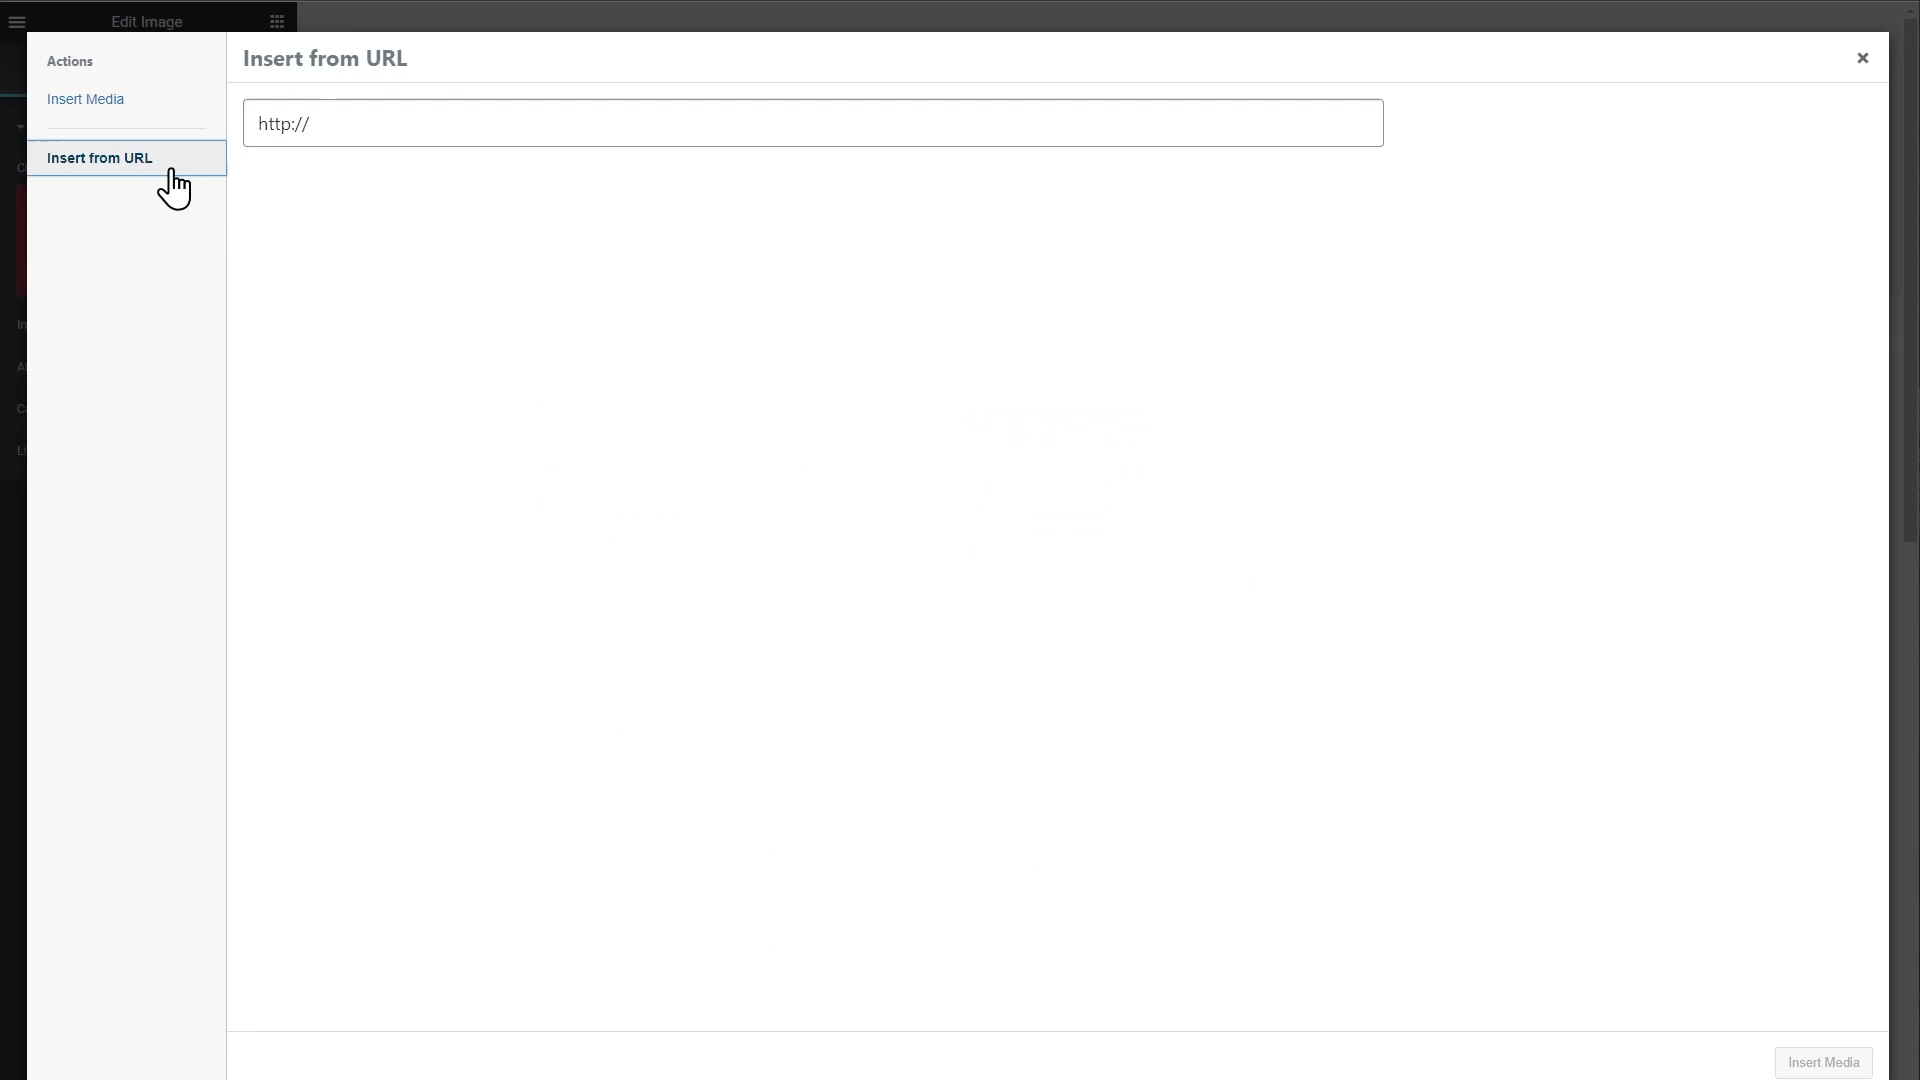 Edit Image
Actions
Insert from URL
Insert Media
http://
Insert from URL
Insert Media